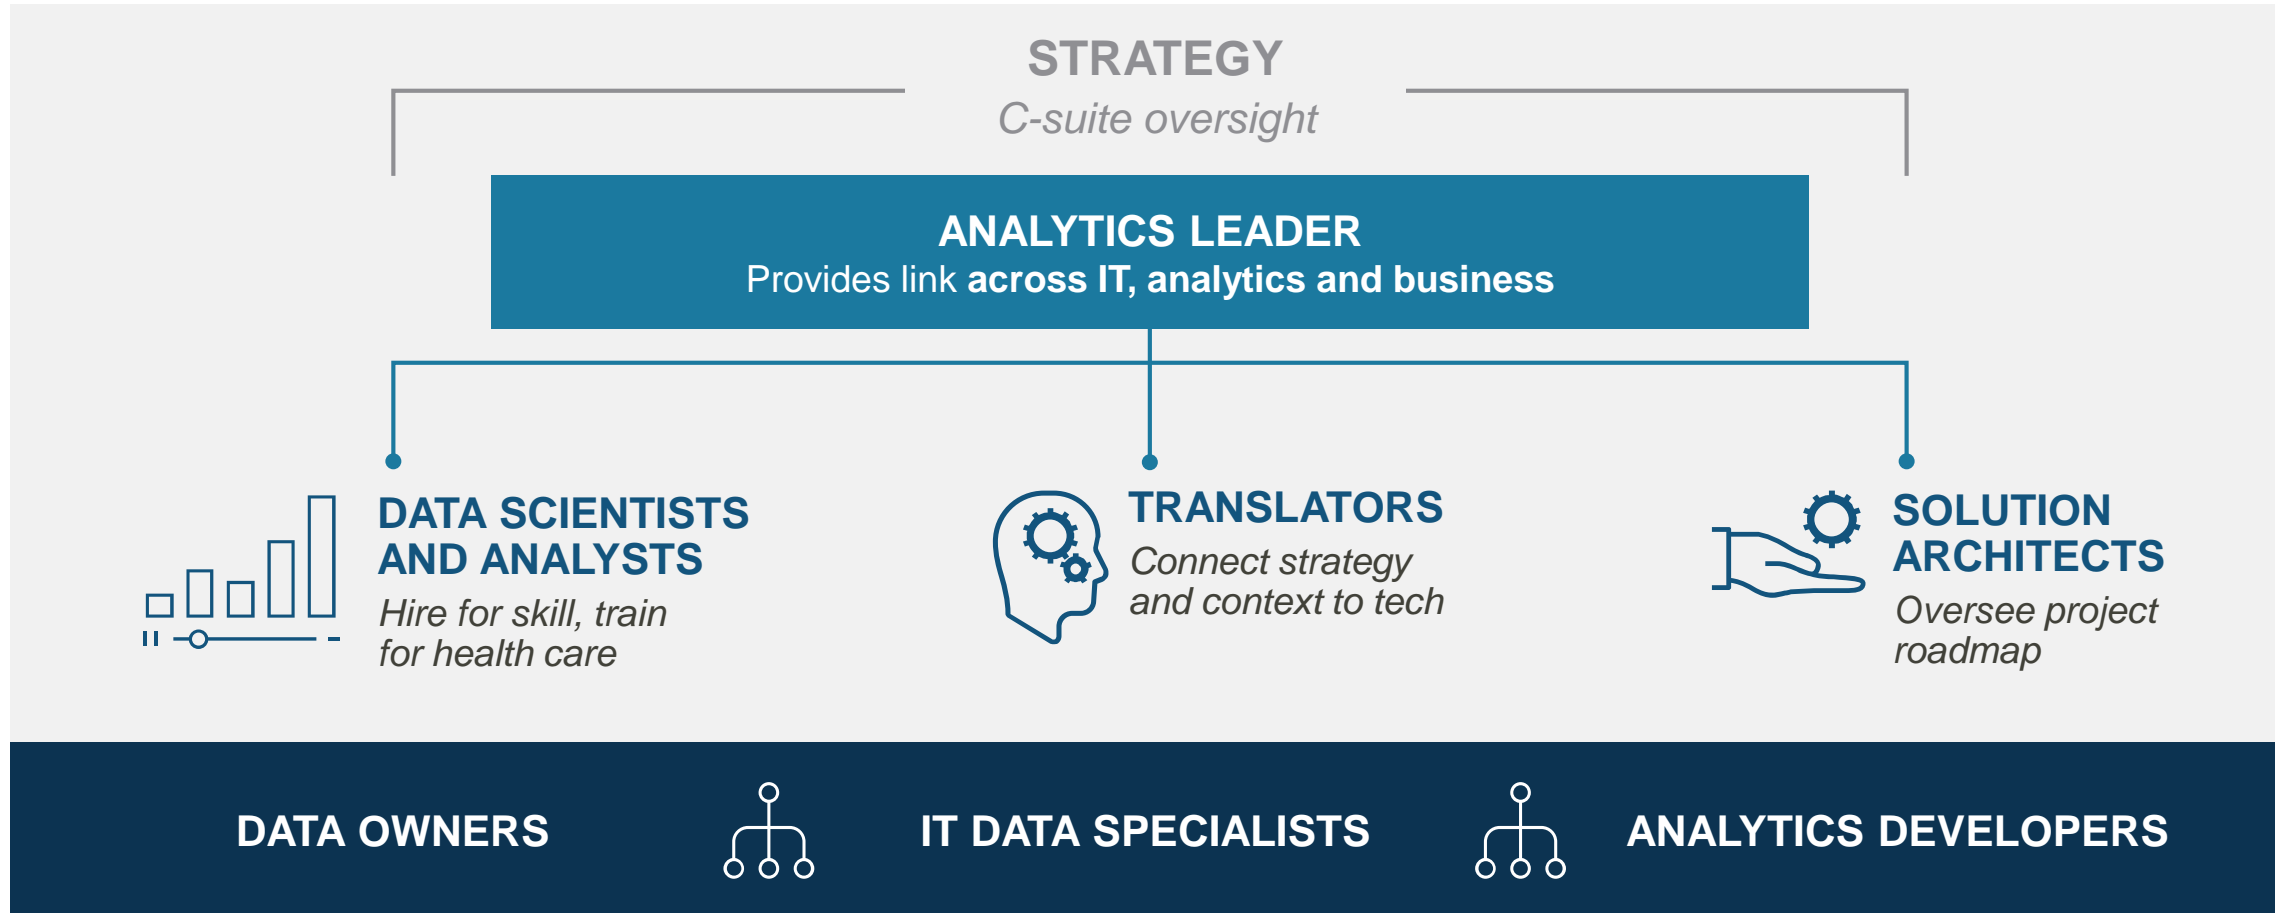 STRATEGY
C-suite oversight
ANALYTICS LEADER
Provides link across IT, analytics and business
DATA SCIENTISTS
AND ANALYSTS
Hire for skill, train
for health care
TRANSLATORS
Connect strategy
and context to tech
SOLUTION
ARCHITECTS
Oversee project
roadmap
DATA OWNERS
IT DATA SPECIALISTS
ANALYTICS DEVELOPERS